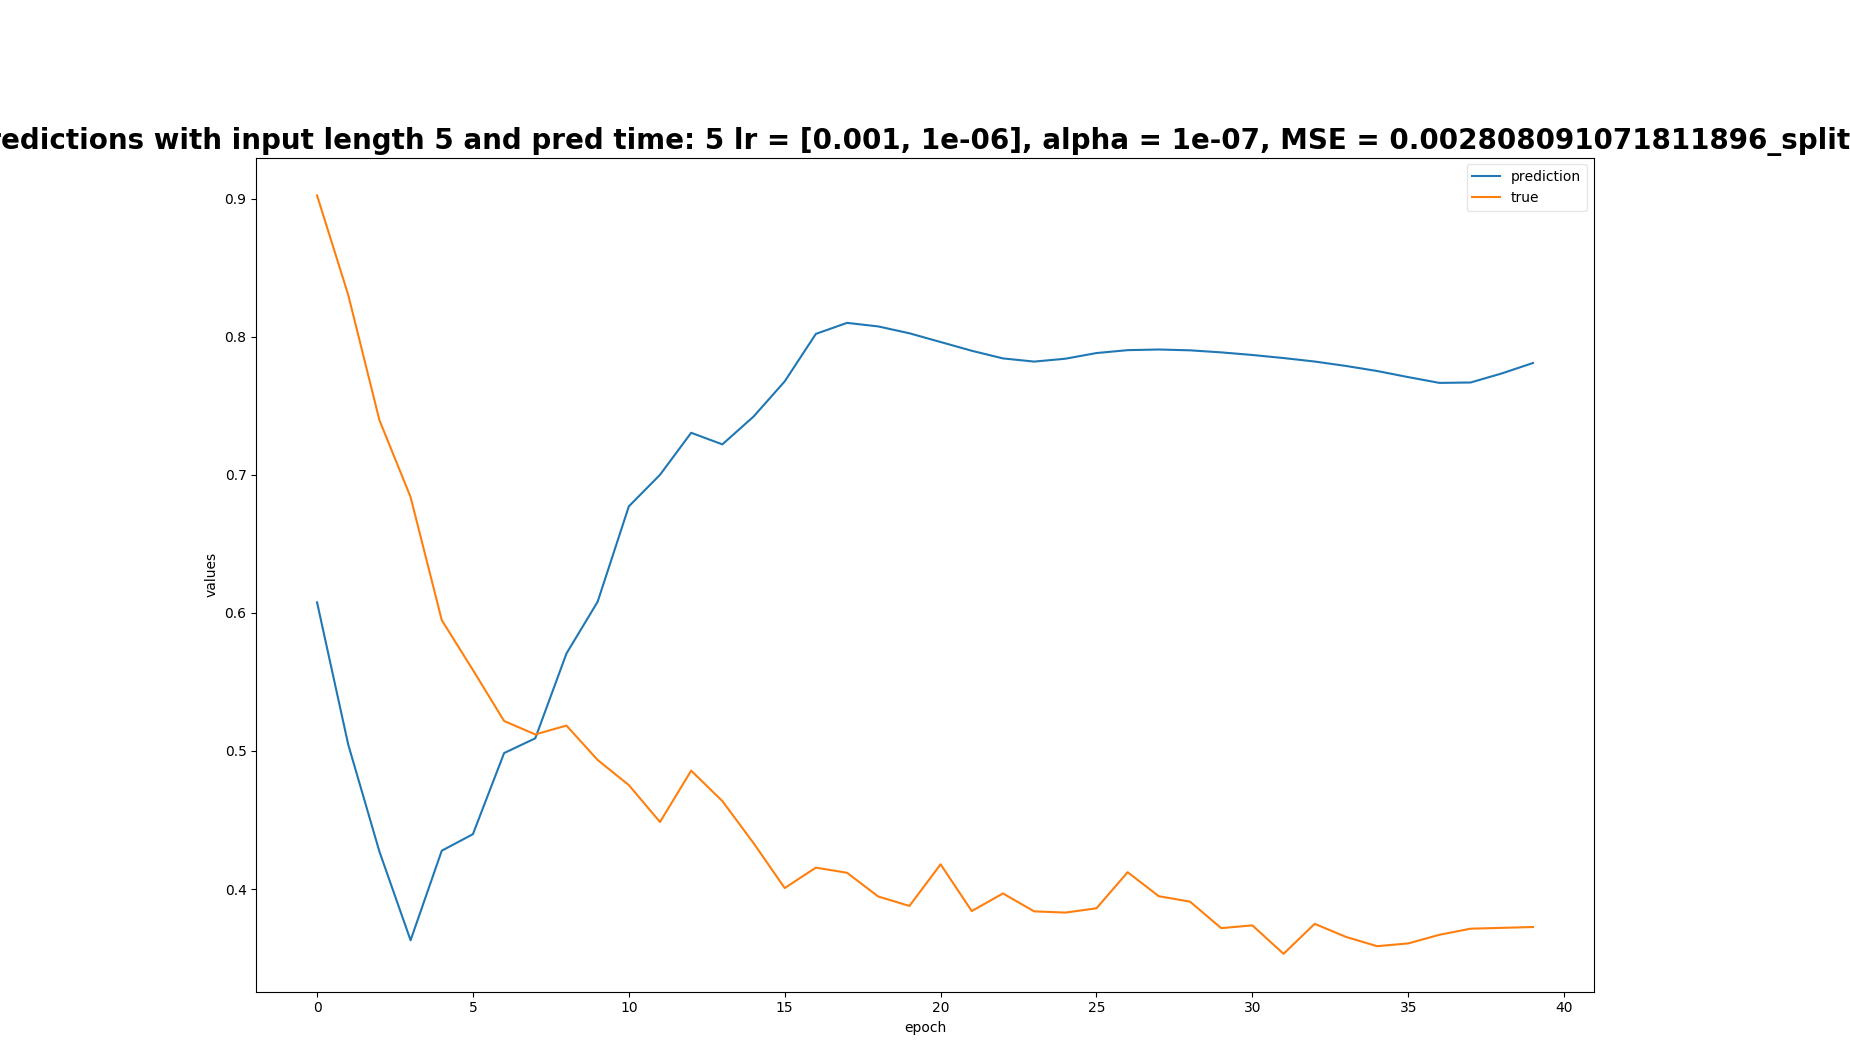 edictions with input length 5 and pred time: 5 lr = [0.001, 1e-06], alpha = 1e-07, MSE = 0.002808091071811896_split
prediction
true
0.9
0.8
0.7
0.6
0.5
0.4
values
0 5 10 15 20 25 30 35 40
epoch